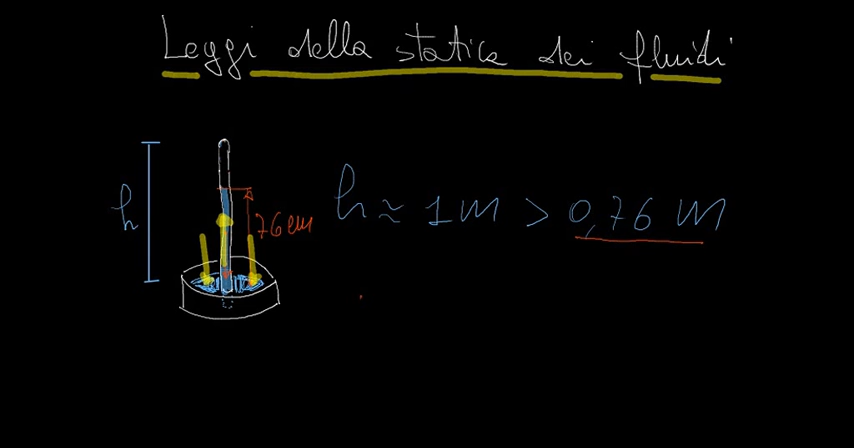 Leggi della statica dei fluidi
h
76 cm
h ≈ 1 m > 0,76 m